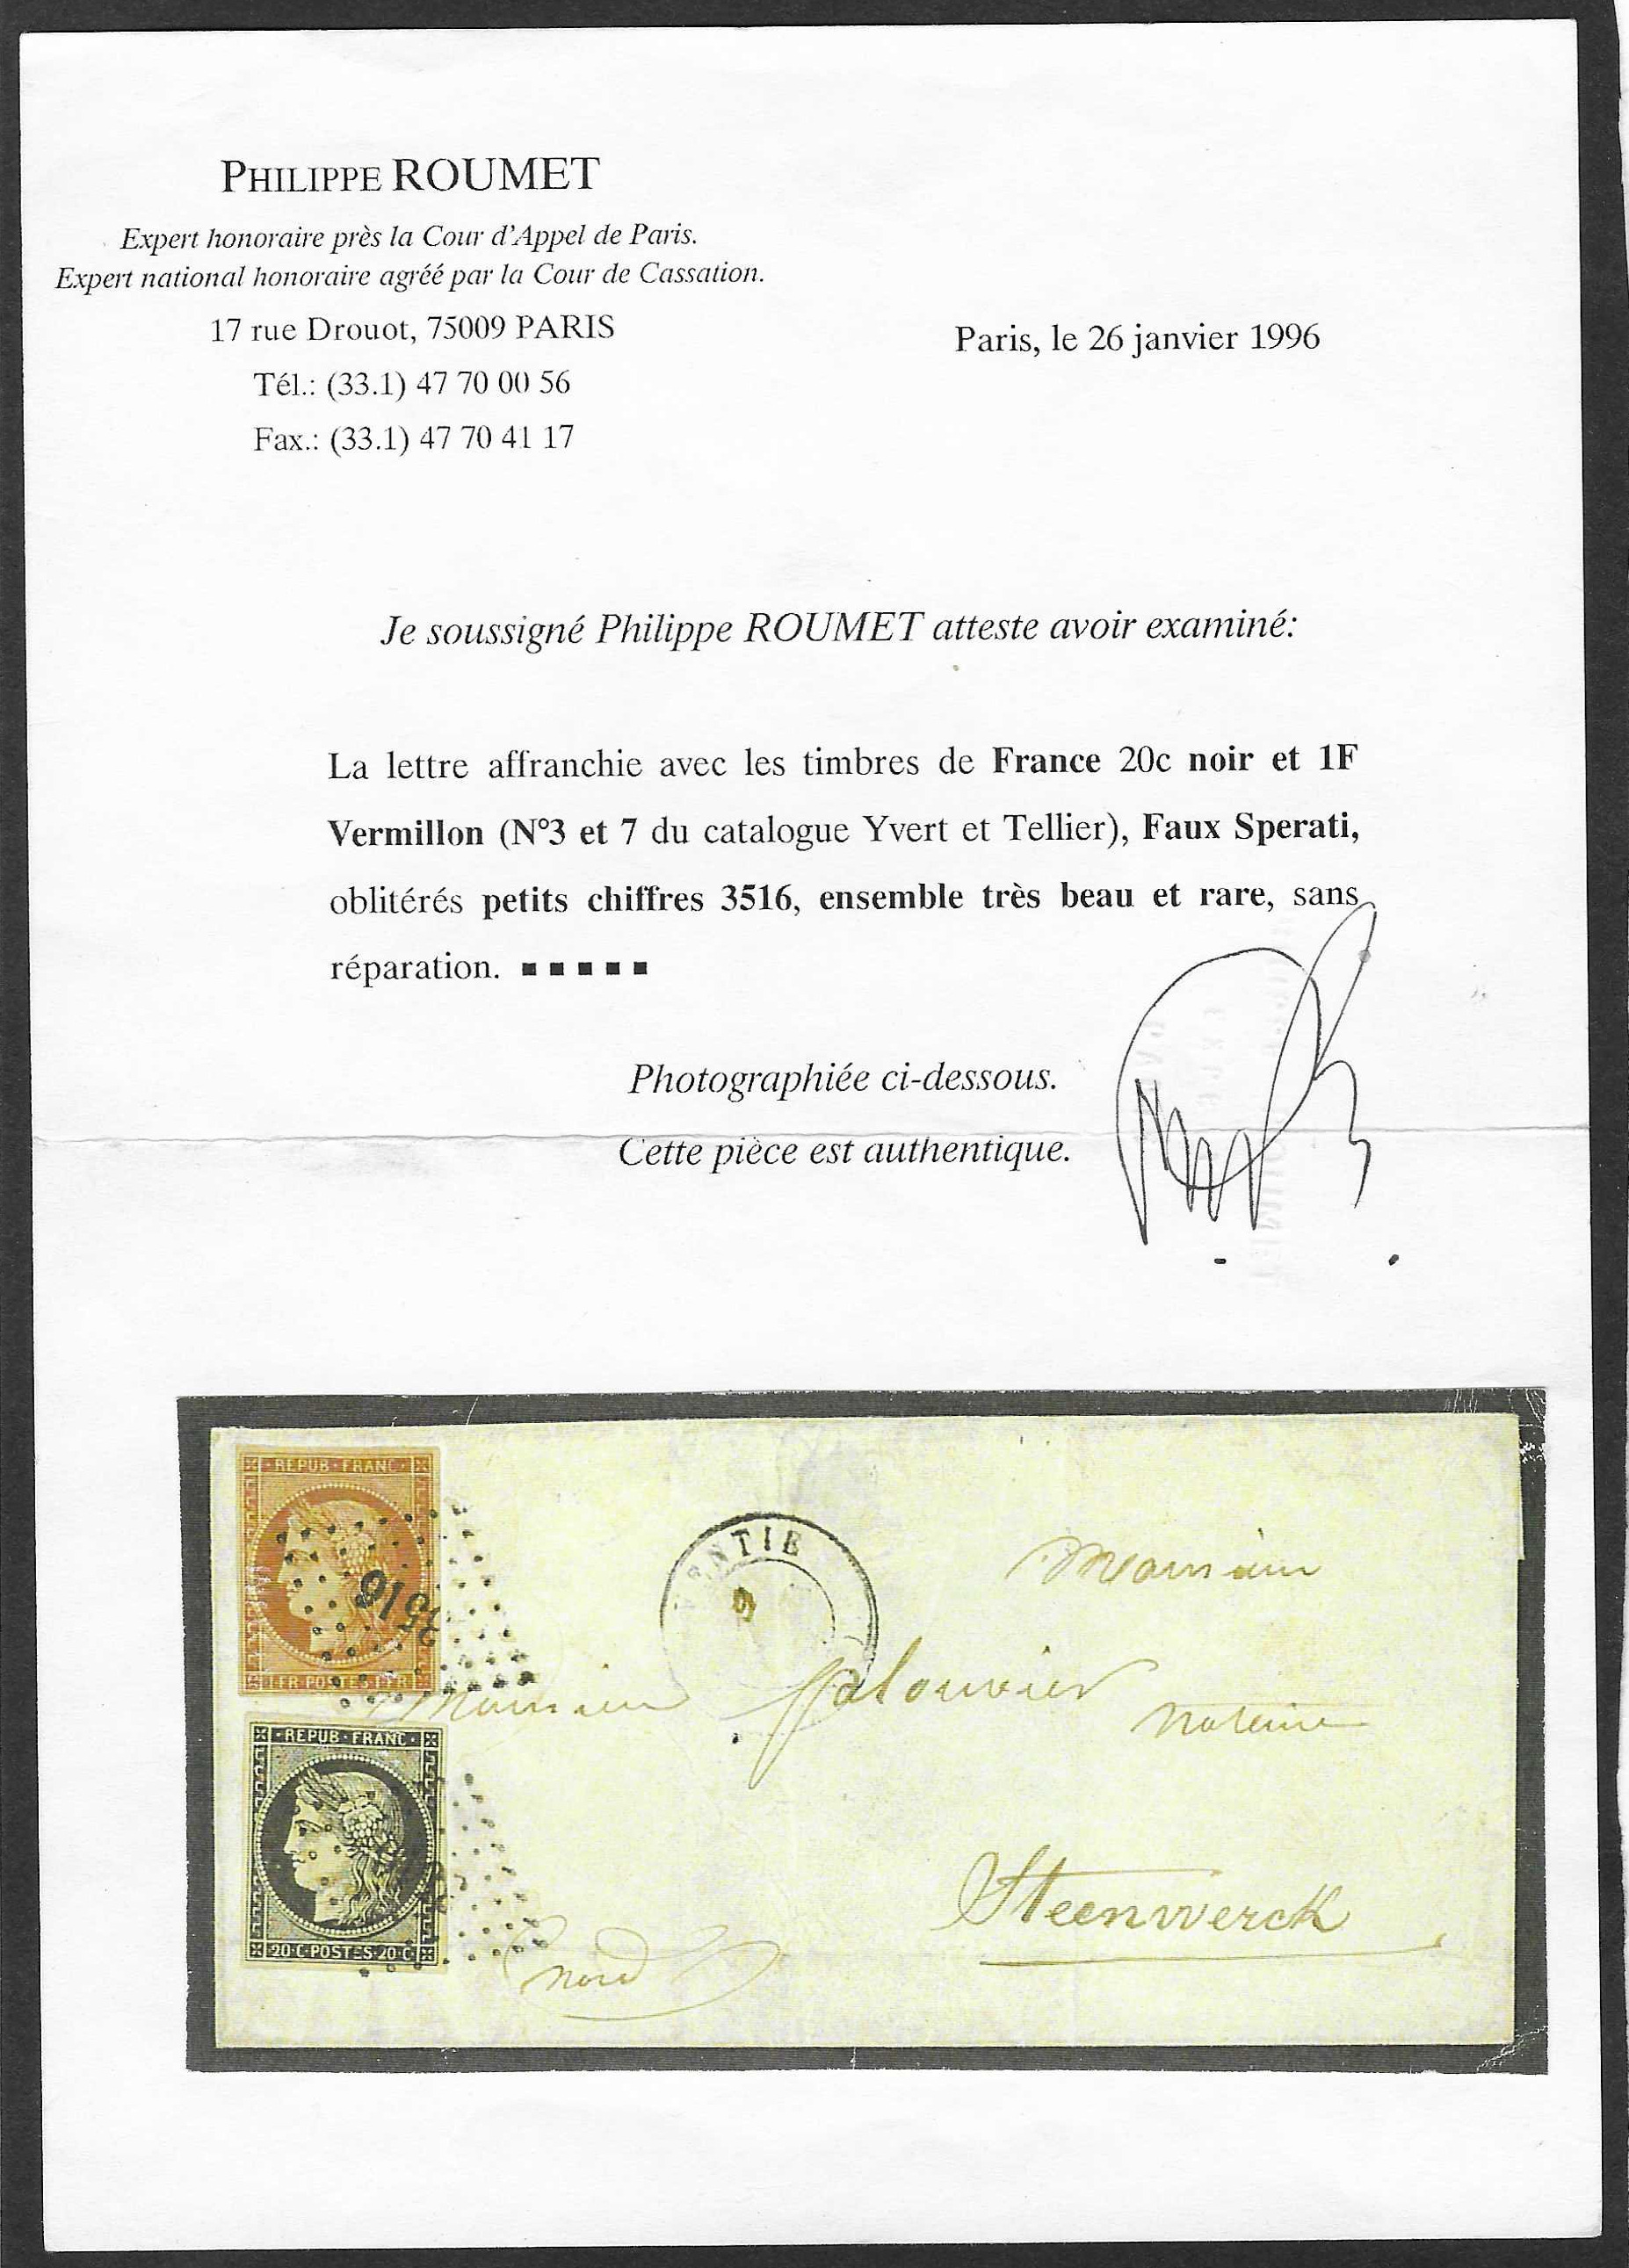 PHILIPPE ROUMET
Expert honoraire près la Cour d'Appel de Paris.
Expert national honoraire agréé par la Cour de Cassation.
17 rue Drouot, 75009 PARIS
Tél.: (33.1) 47 70 00 56
Fax.: (33.1) 47 70 41 17
Paris, le 26 janvier 1996
Je soussigné Philippe ROUMET atteste avoir examiné:
La lettre affranchie avec les timbres de France 20c noir et 1F
Vermillon (N°3 et 7 du catalogue Yvert et Tellier), Faux Sperati,
oblitérés petits chiffres 3516, ensemble très beau et rare, sans
réparation. ▪▪▪▪▪
Photographiée ci-dessous.
Cette pièce est authentique.
REPUB·FRANC·
3516
1FR POSTES 1FR
·REPUB·FRANC·
20·C·POSTES·20·C
Steenwerck
nord